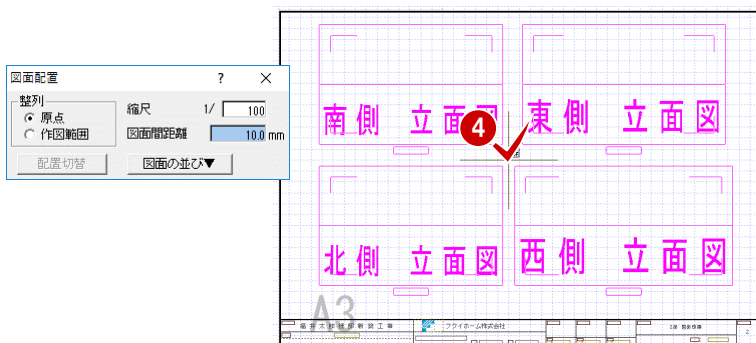 図面配置 ? ×
整列
原点
作図範囲
縮尺 1/ 100
図面間距離 10.0 mm
配置切替
図面の並び▼
南側 立面図
東側 立面図
4
北側 立面図
西側 立面図
A3
フクイホーム株式会社
2